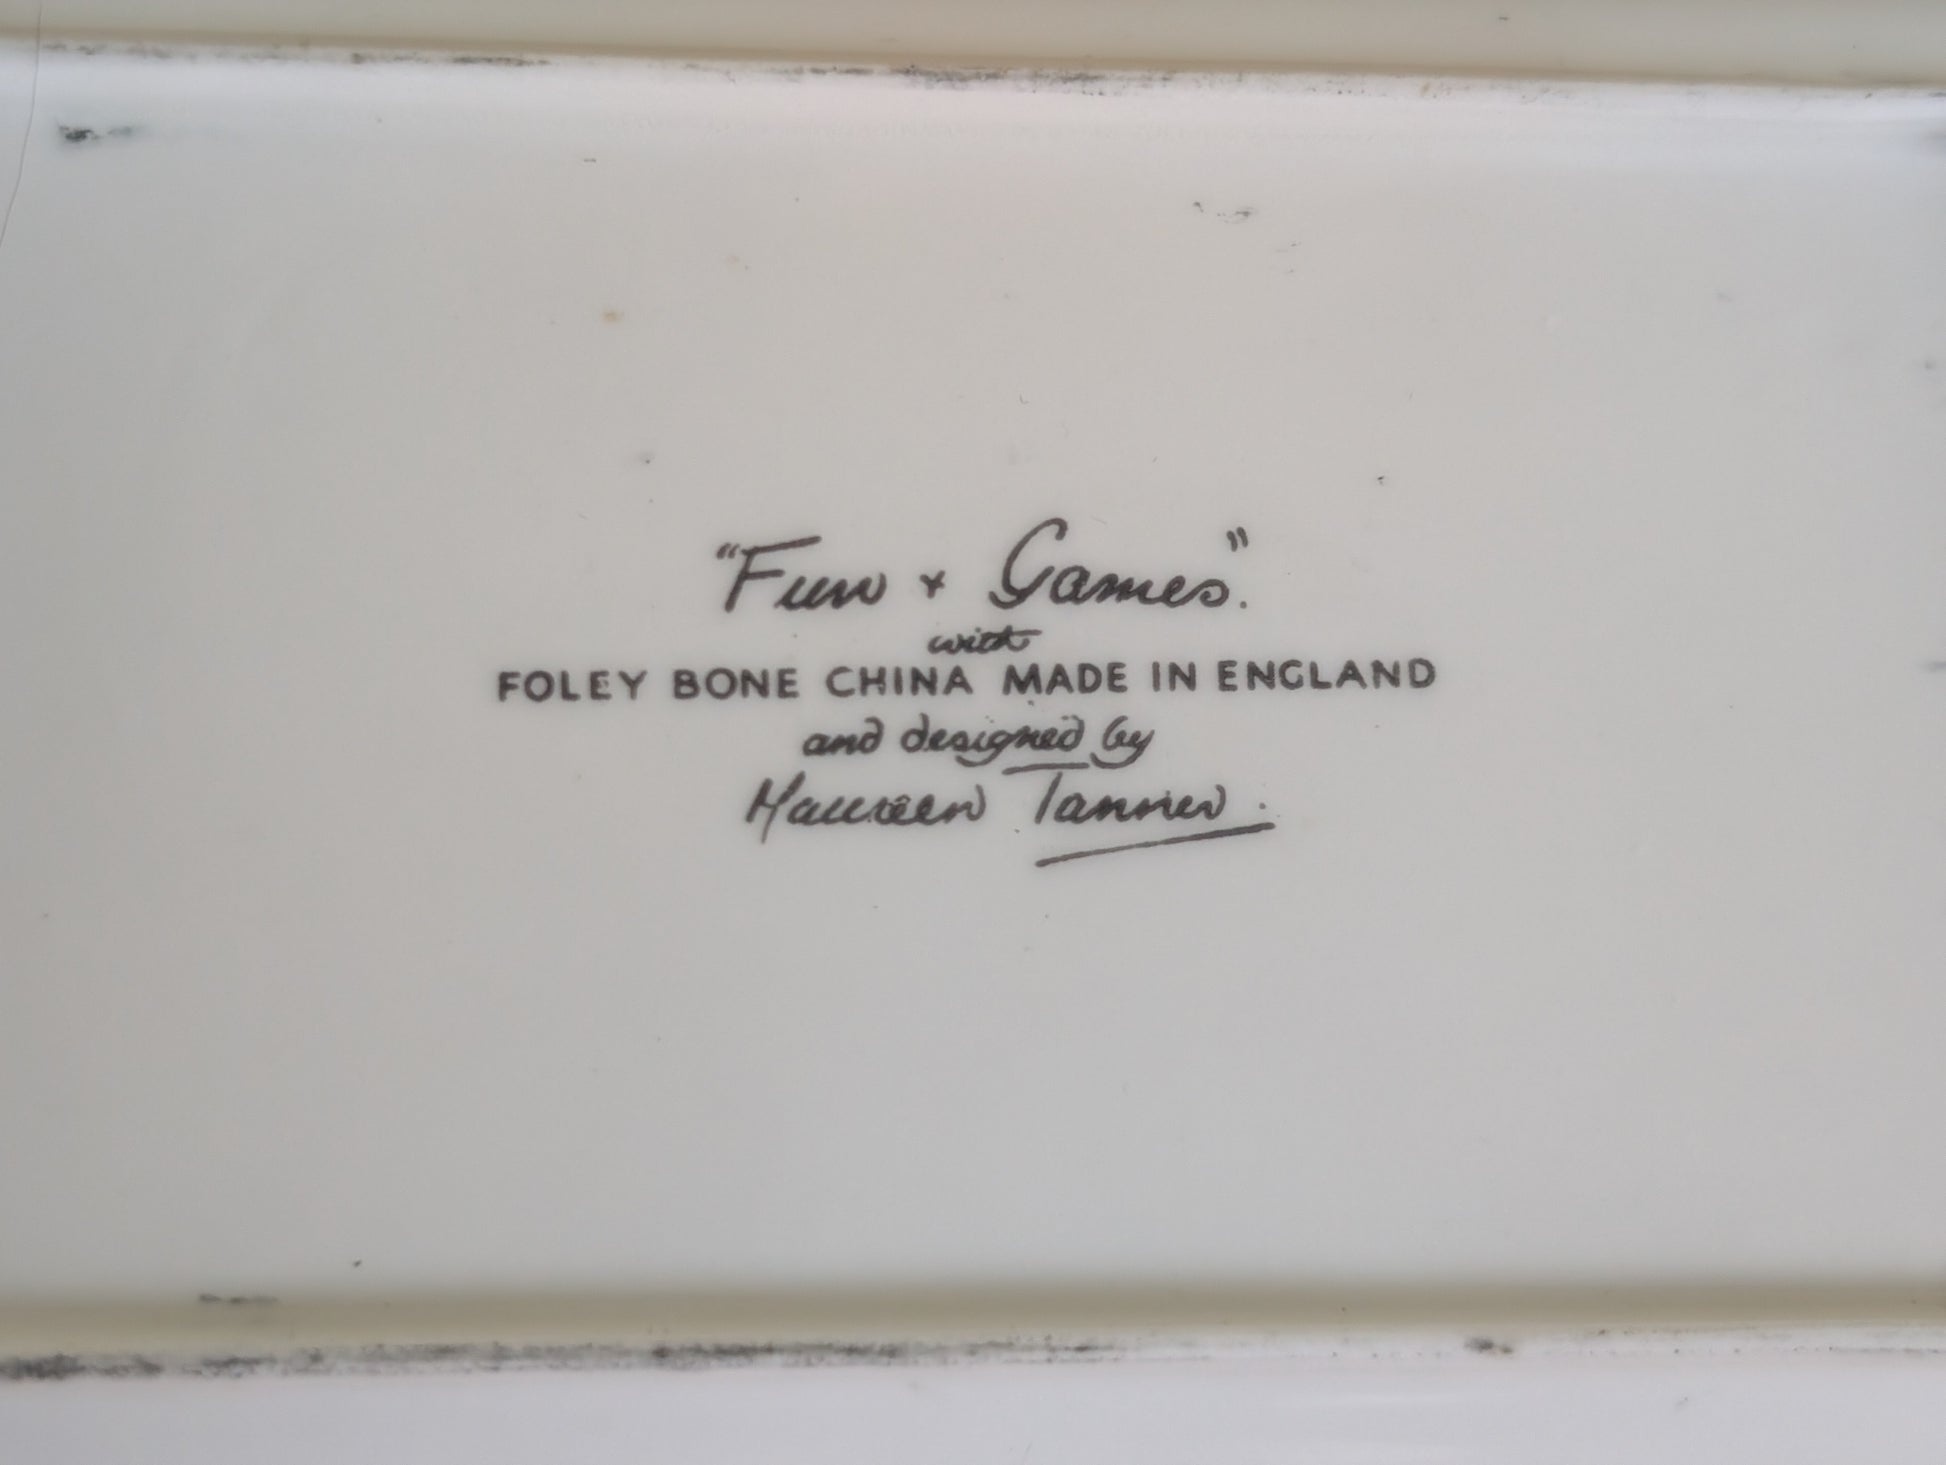 "Fun + Games".
with
FOLEY BONE CHINA MADE IN ENGLAND
and designed by
Maureen Tanner.